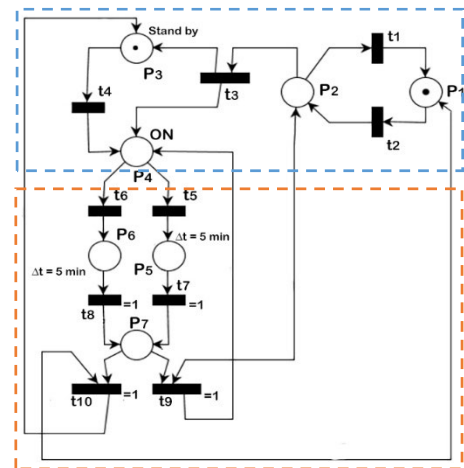 Stand by
t1
P3
P2
P1
t4
t3
t2
ON
P4
t6
t5
P6
Δt = 5 min
P5
Δt = 5 min
t7
t8
=1
=1
P7
t10
=1
t9
=1